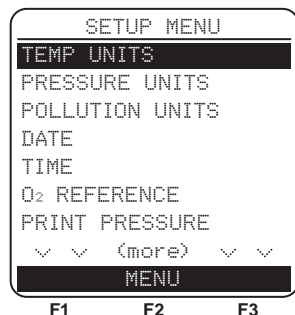 SETUP MENU
TEMP UNITS
PRESSURE UNITS
POLLUTION UNITS
DATE
TIME
O₂ REFERENCE
PRINT PRESSURE
(more)
MENU
F1 F2 F3